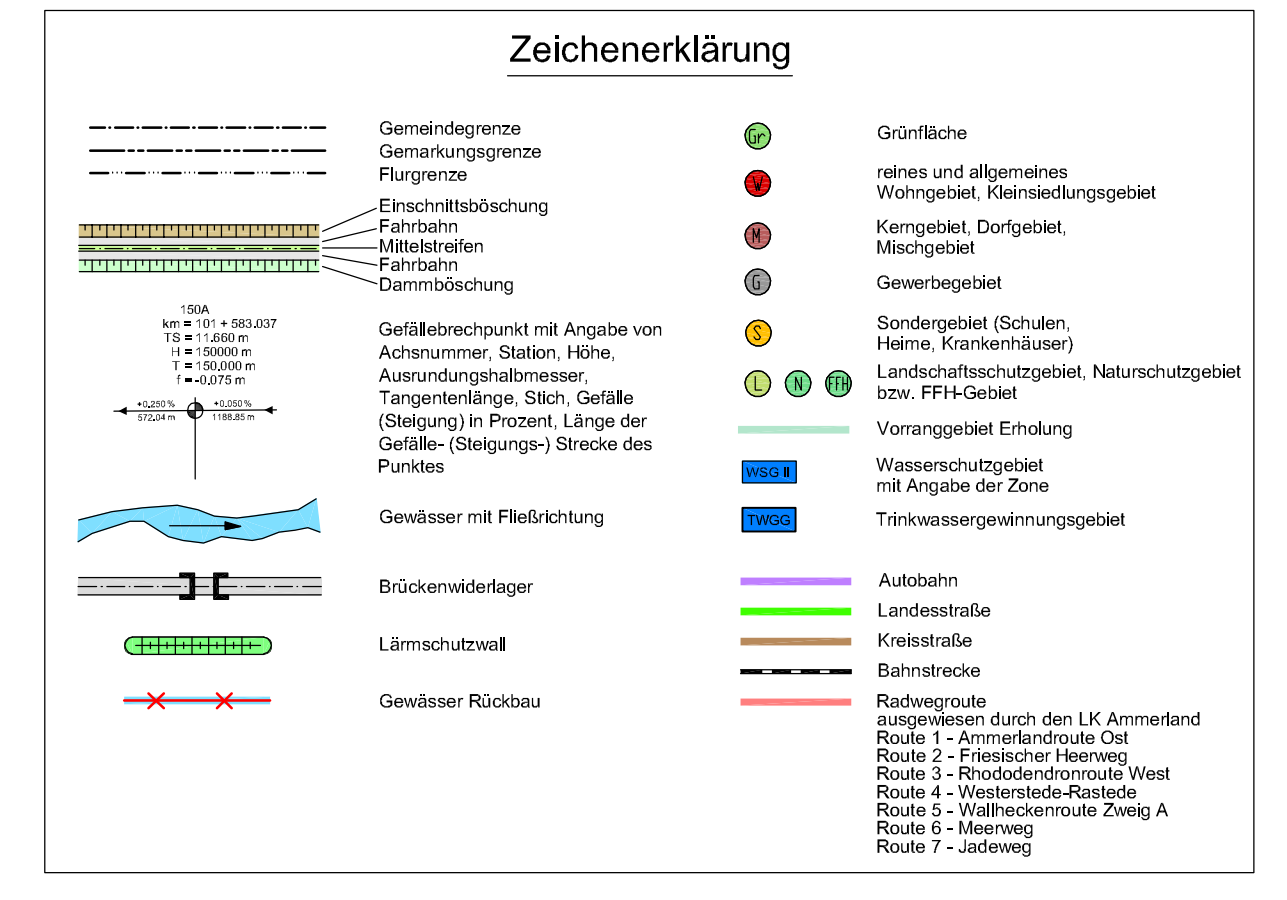 Zeichenerklärung
Gemeindegrenze
Gemarkungsgrenze
Flurgrenze
Einschnittsböschung
Fahrbahn
Mittelstreifen
Fahrbahn
Dammböschung
150A
km = 101 + 583.037
TS = 11.660 m
H = 150000 m
T = 150.000 m
f = -0.075 m
+0.250 % +0.050 %
572.04 m 1188.85 m
Gefällebrechpunkt mit Angabe von
Achsnummer, Station, Höhe,
Ausrundungshalbmesser,
Tangentenlänge, Stich, Gefälle
(Steigung) in Prozent, Länge der
Gefälle- (Steigungs-) Strecke des
Punktes
Gewässer mit Fließrichtung
Brückenwiderlager
Lärmschutzwall
Gewässer Rückbau
Gr Grünfläche
W reines und allgemeines
Wohngebiet, Kleinsiedlungsgebiet
M Kerngebiet, Dorfgebiet,
Mischgebiet
G Gewerbegebiet
S Sondergebiet (Schulen,
Heime, Krankenhäuser)
L N FFH Landschaftsschutzgebiet, Naturschutzgebiet
bzw. FFH-Gebiet
Vorranggebiet Erholung
WSG II Wasserschutzgebiet
mit Angabe der Zone
TWGG Trinkwassergewinnungsgebiet
Autobahn
Landesstraße
Kreisstraße
Bahnstrecke
Radwegroute
ausgewiesen durch den LK Ammerland
Route 1 - Ammerlandroute Ost
Route 2 - Friesischer Heerweg
Route 3 - Rhododendronroute West
Route 4 - Westerstede-Rastede
Route 5 - Wallheckenroute Zweig A
Route 6 - Meerweg
Route 7 - Jadeweg